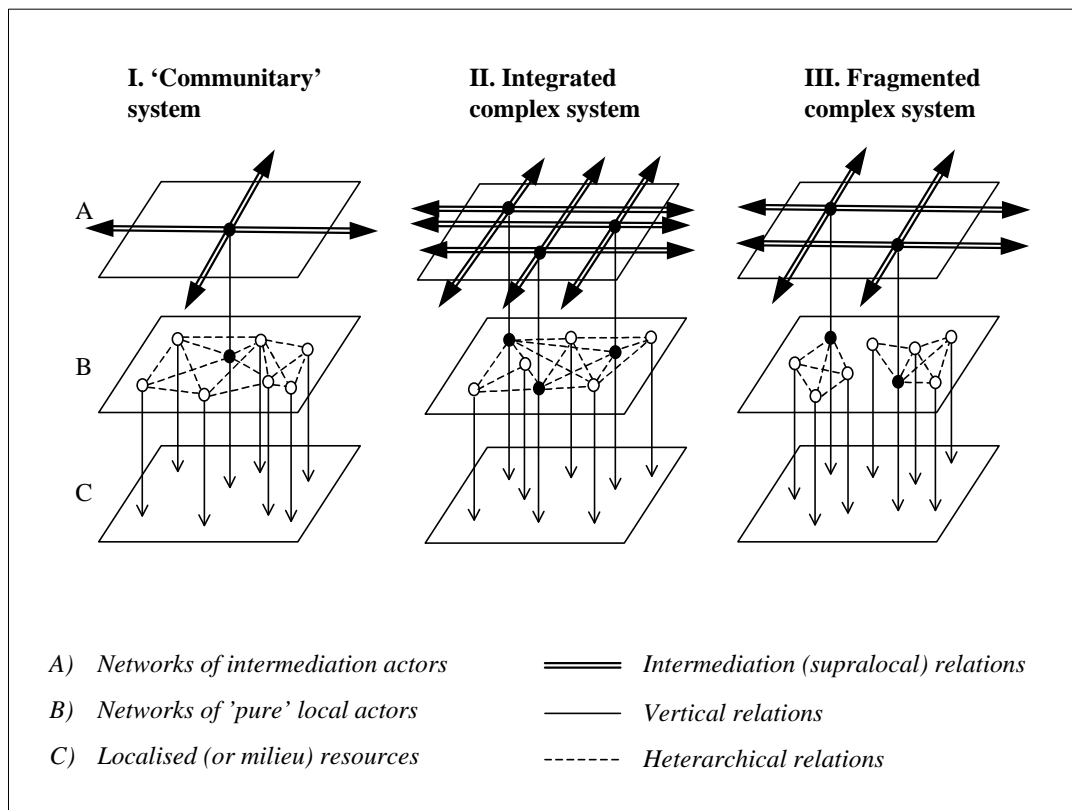 I. ‘Communitary’
system
II. Integrated
complex system
III. Fragmented
complex system
A
B
C
A) Networks of intermediation actors
B) Networks of ’pure’ local actors
C) Localised (or milieu) resources
Intermediation (supralocal) relations
Vertical relations
Heterarchical relations